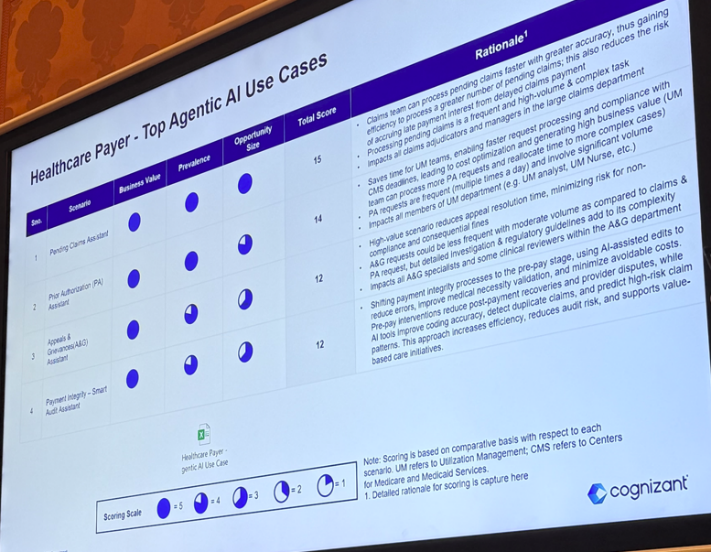 Healthcare Payer - Top Agentic AI Use Cases
Sno.
Scenario
Business Value
Prevalence
Opportunity
Size
Total Score
Rationale1
1
Pending Claims Assistant
15
• Claims team can process pending claims faster with greater accuracy, thus gaining
efficiency to process a greater number of pending claims; this also reduces the risk
of accruing late payment interest from delayed claims payment
• Processing pending claims is a frequent and high-volume & complex task
• Impacts all claims adjudicators and managers in the large claims department
2
Prior Authorization (PA)
Assistant
14
• Saves time for UM teams, enabling faster request processing and compliance with
CMS deadlines, leading to cost optimization and generating high business value (UM
team can process more PA requests and reallocate time to more complex cases)
• PA requests are frequent (multiple times a day) and involve significant volume
• Impacts all members of UM department (e.g. UM analyst, UM Nurse, etc.)
3
Appeals &
Grievances(A&G)
Assistant
12
• High-value scenario reduces appeal resolution time, minimizing risk for non-
compliance and consequential fines
• A&G requests could be less frequent with moderate volume as compared to claims &
PA request, but detailed investigation & regulatory guidelines add to its complexity
• Impacts all A&G specialists and some clinical reviewers within the A&G department
4
Payment Integrity – Smart
Audit Assistant
12
• Shifting payment integrity processes to the pre-pay stage, using AI-assisted edits to
reduce errors, improve medical necessity validation, and minimize avoidable costs.
Pre-pay interventions reduce post-payment recoveries and provider disputes, while
AI tools improve coding accuracy, detect duplicate claims, and predict high-risk claim
patterns. This approach increases efficiency, reduces audit risk, and supports value-
based care initiatives.
Healthcare Payer -
gentic AI Use Case
Scoring Scale
= 5
= 4
= 3
= 2
= 1
Note: Scoring is based on comparative basis with respect to each
scenario. UM refers to Utilization Management; CMS refers to Centers
for Medicare and Medicaid Services.
1. Detailed rationale for scoring is capture here
cognizant